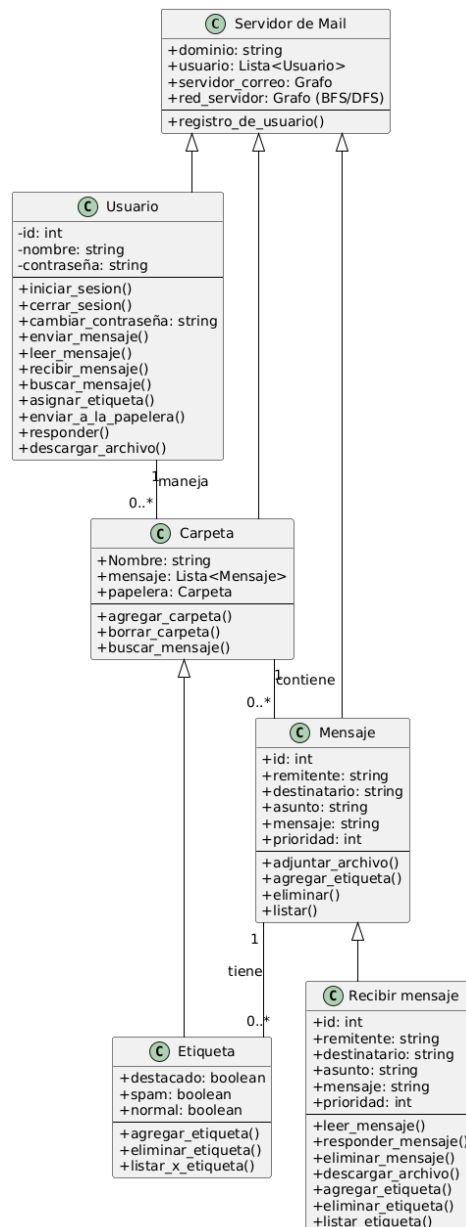 C Servidor de Mail
+dominio: string
+usuario: Lista<Usuario>
+servidor_correo: Grafo
+red_servidor: Grafo (BFS/DFS)
+registro_de_usuario()
C Usuario
-id: int
-nombre: string
-contraseña: string
+iniciar_sesion()
+cerrar_sesion()
+cambiar_contraseña: string
+enviar_mensaje()
+leer_mensaje()
+recibir_mensaje()
+buscar_mensaje()
+asignar_etiqueta()
+enviar_a_la_papelera()
+responder()
+descargar_archivo()
1
maneja
0..*
C Carpeta
+Nombre: string
+mensaje: Lista<Mensaje>
+papelera: Carpeta
+agregar_carpeta()
+borrar_carpeta()
+buscar_mensaje()
1
contiene
0..*
C Mensaje
+id: int
+remitente: string
+destinatario: string
+asunto: string
+mensaje: string
+prioridad: int
+adjuntar_archivo()
+agregar_etiqueta()
+eliminar()
+listar()
1
tiene
0..*
C Etiqueta
+destacado: boolean
+spam: boolean
+normal: boolean
+agregar_etiqueta()
+eliminar_etiqueta()
+listar_x_etiqueta()
C Recibir mensaje
+id: int
+remitente: string
+destinatario: string
+asunto: string
+mensaje: string
+prioridad: int
+leer_mensaje()
+responder_mensaje()
+eliminar_mensaje()
+descargar_archivo()
+agregar_etiqueta()
+eliminar_etiqueta()
+listar_etiqueta()